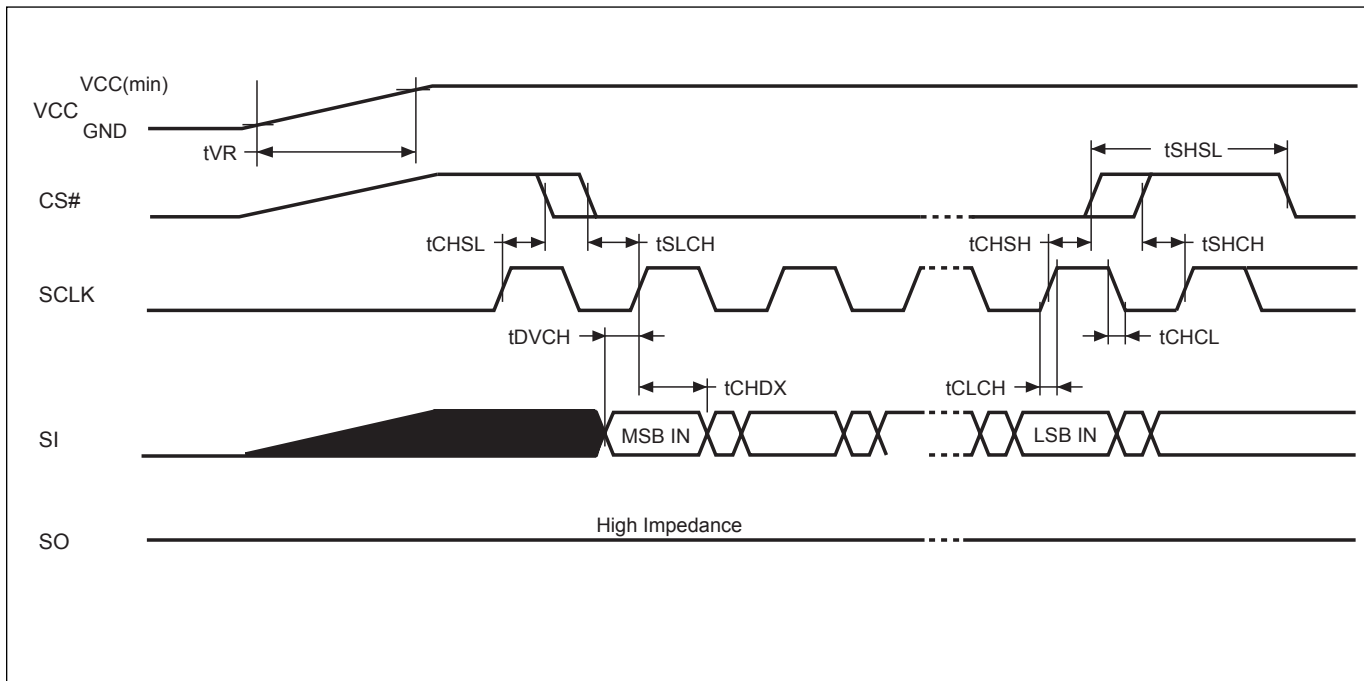 VCC(min)
VCC
GND
tVR
tSHSL
CS#
tCHSL
tSLCH
tCHSH
tSHCH
SCLK
tDVCH
tCHCL
tCHDX
tCLCH
SI
MSB IN
LSB IN
High Impedance
SO